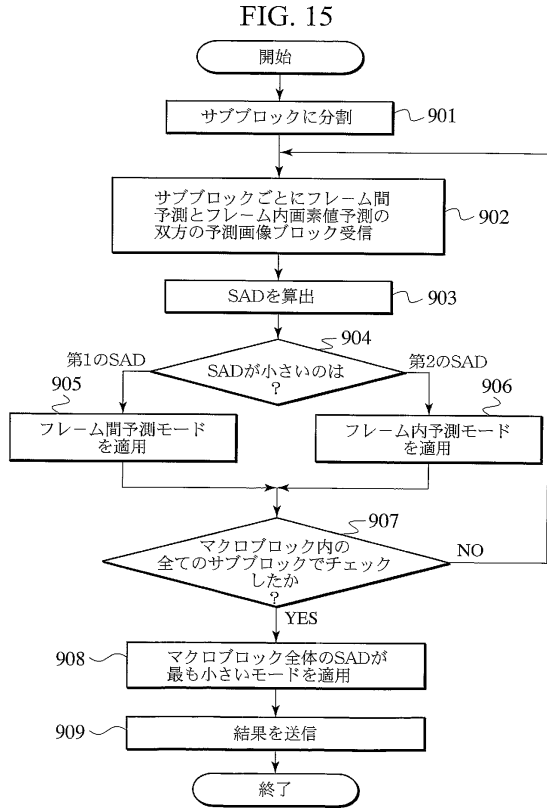 FIG. 15
開始
サブブロックに分割
901
サブブロックごとにフレーム間
予測とフレーム内画素値予測の
双方の予測画像ブロック受信
902
SADを算出
903
904
第1のSAD
SADが小さいのは
?
第2のSAD
905
フレーム間予測モード
を適用
906
フレーム内予測モード
を適用
907
マクロブロック内の
全てのサブブロックでチェック
したか
?
NO
YES
908
マクロブロック全体のSADが
最も小さいモードを適用
909
結果を送信
終了